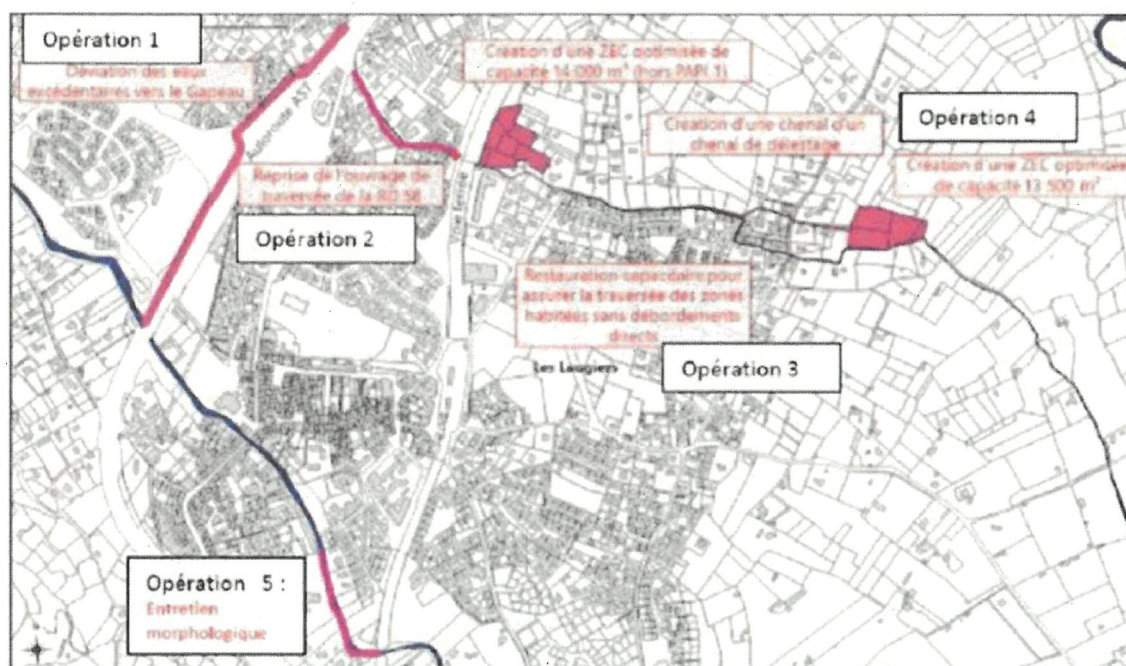 Opération 1
Déviation des eaux
excédentaires vers le Gapeau
Autoroute A57
Création d'une ZEC optimisée de
capacité 14 000 m³ (hors PAPI 1)
Création d'une chenal d'un
chenal de délestage
Opération 4
Création d'une ZEC optimisée
de capacité 13 500 m³
Reprise de l'ouvrage de
traversée de la RD 58
Opération 2
Restauration capacitaire pour
assurer la traversée des zones
habitées sans débordements
directs
Les Laugiers
Opération 3
Opération 5 :
Entretien
morphologique